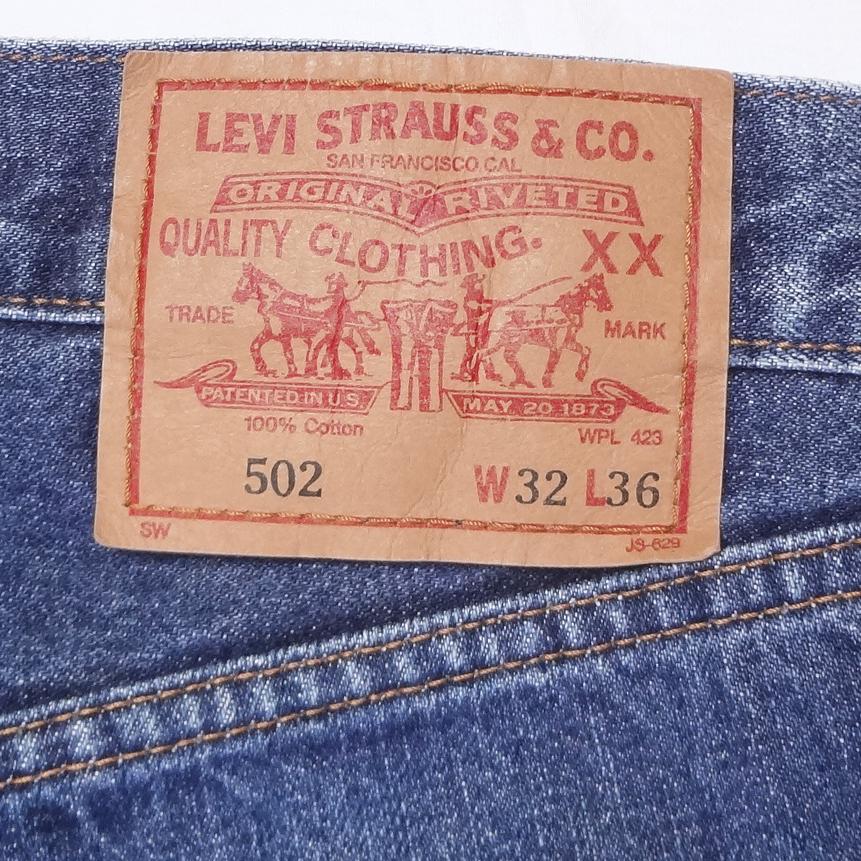 LEVI STRAUSS & CO.
SAN FRANCISCO CAL
ORIGINAL RIVETED
QUALITY CLOTHING. XX
TRADE MARK
PATENTED IN U.S. MAY 20 1873
100% Cotton WPL 423
502 W32 L36
SW JS-629